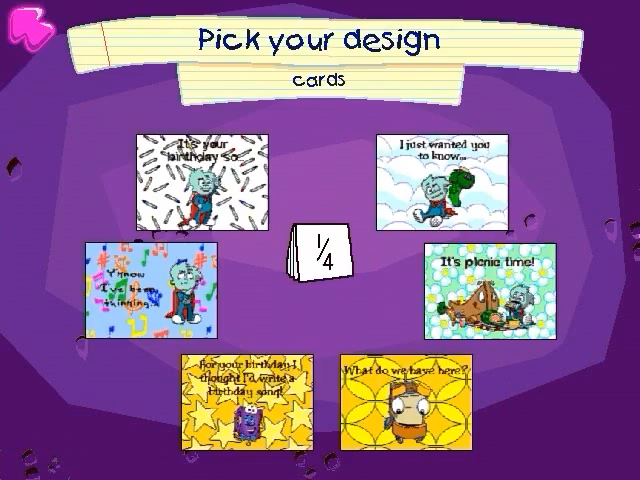 Pick your design
cards
It's your
birthday so...
I just wanted you
to know...
Y'know
I've been
thinking...
1/4
It's picnic time!
For your birthday I
thought I'd write a
birthday song!
What do we have here?